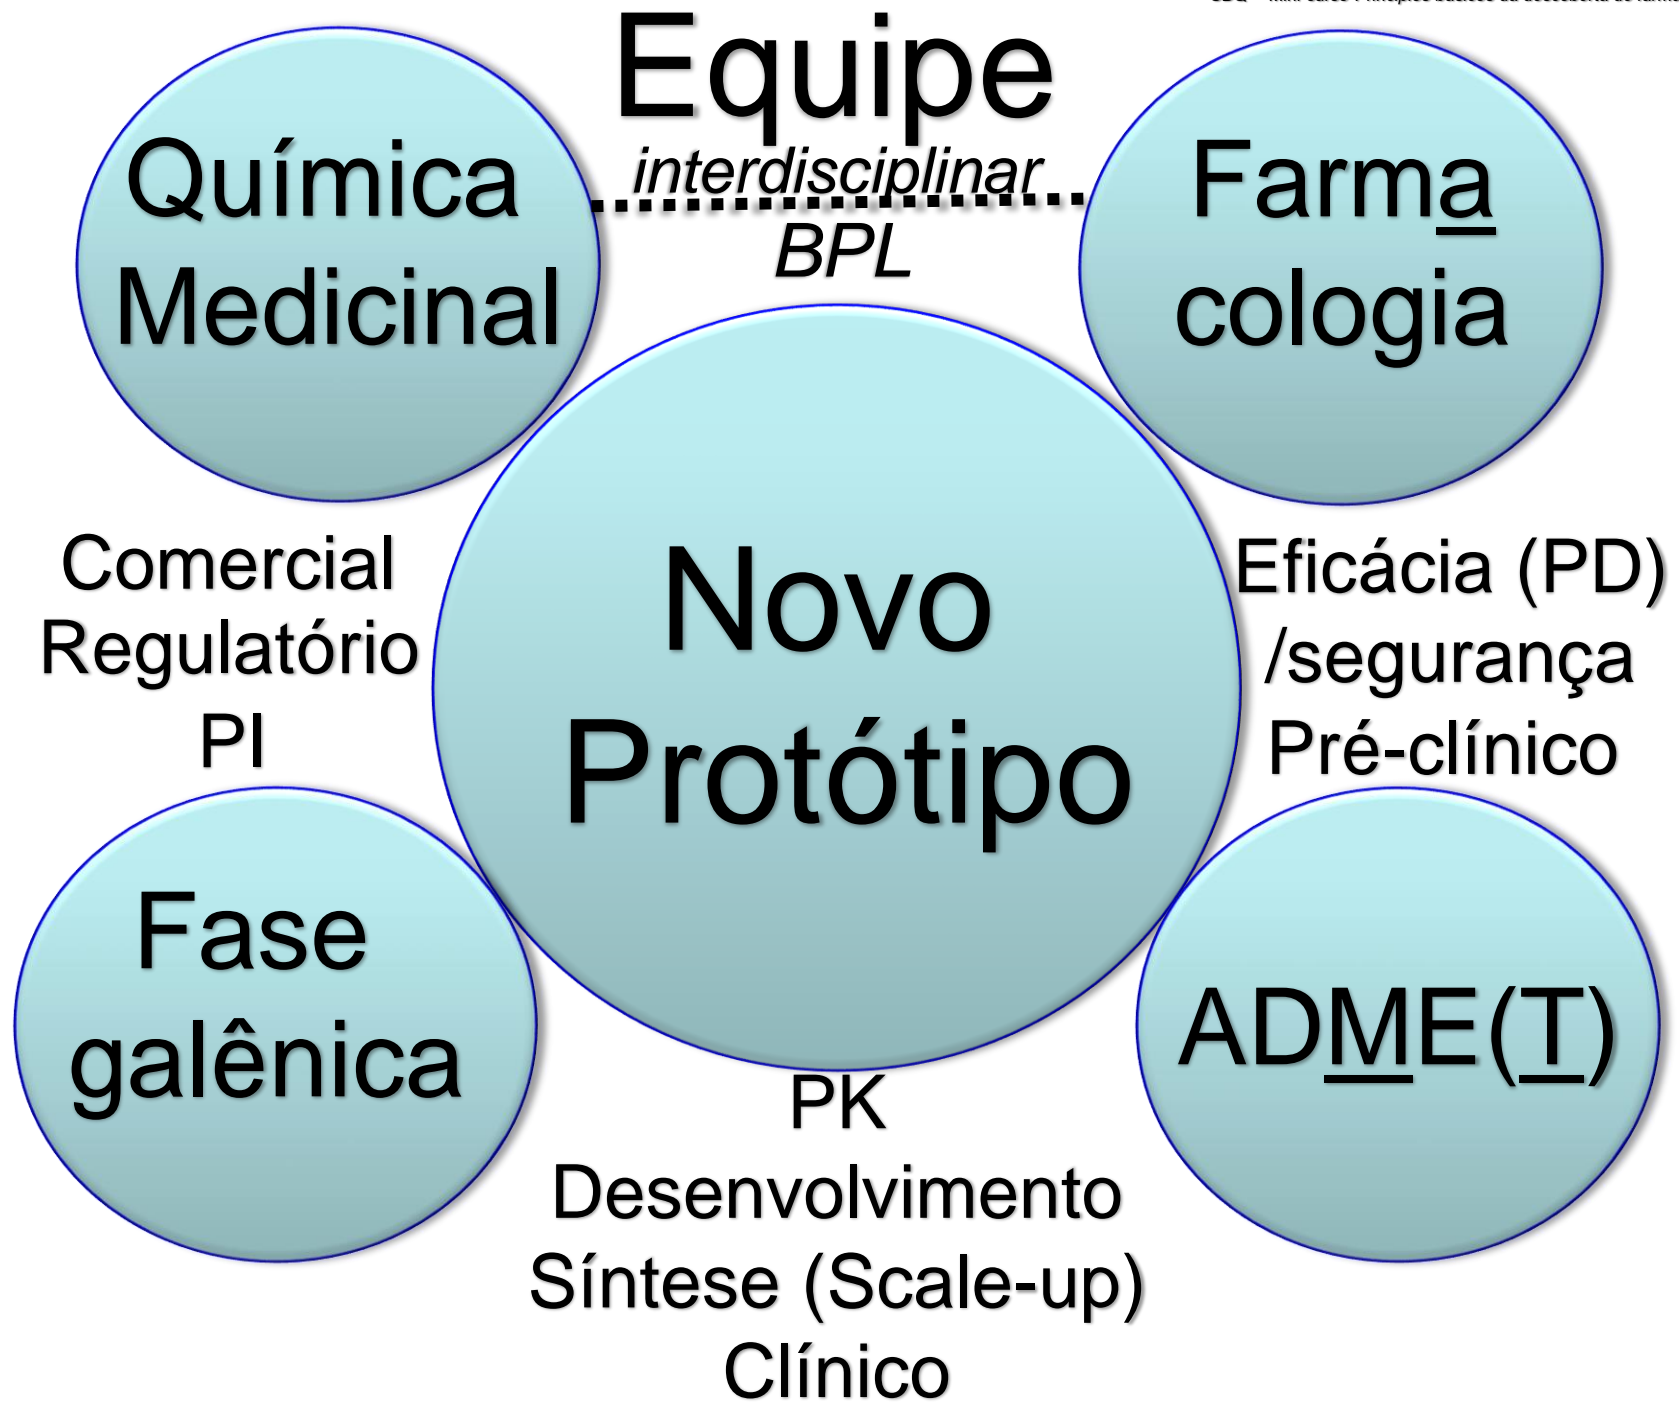 Equipe
interdisciplinar
BPL
Química
Medicinal
Farma
cologia
Novo
Protótipo
Comercial
Regulatório
PI
Eficácia (PD)
/segurança
Pré-clínico
Fase
galênica
ADME(T)
PK
Desenvolvimento
Síntese (Scale-up)
Clínico